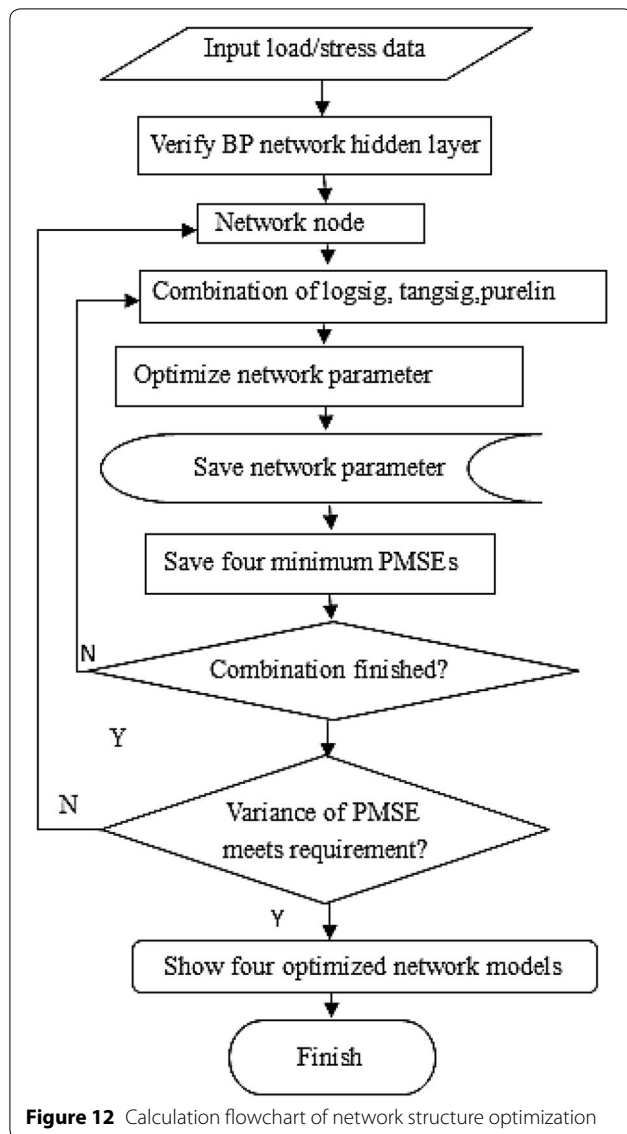 Input load/stress data
Verify BP network hidden layer
Network node
Combination of logsig, tangsig,purelin
Optimize network parameter
Save network parameter
Save four minimum PMSEs
N
Combination finished?
Y
N
Variance of PMSE
meets requirement?
Y
Show four optimized network models
Finish
Figure 12 Calculation flowchart of network structure optimization